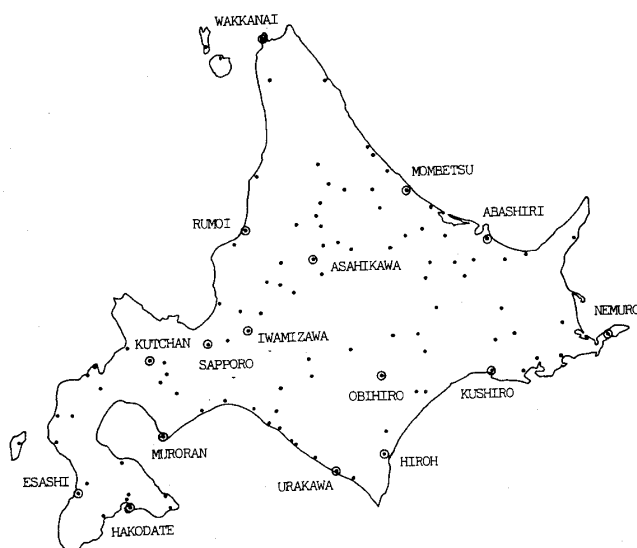 WAKKANAI
MOMBETSU
ABASHIRI
RUMOI
ASAHIKAWA
NEMURO
IWAMIZAWA
KUTCHAN
SAPPORO
OBIHIRO
KUSHIRO
MURORAN
HIROH
URAKAWA
ESASHI
HAKODATE